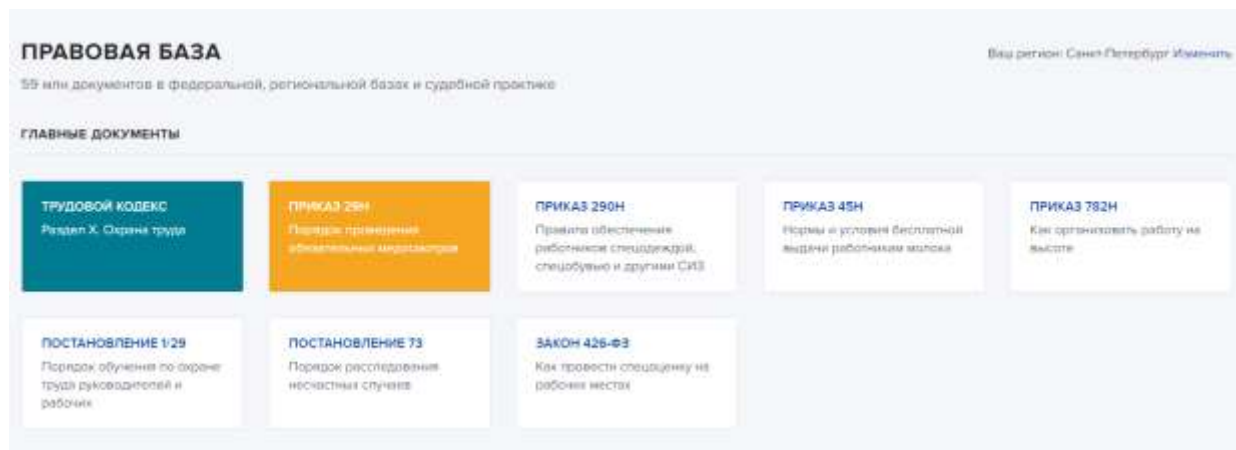 ПРАВОВАЯ БАЗА
Ваш регион: Санкт-Петербург Изменить
59 млн документов в федеральной, региональной базах и судебной практике
ГЛАВНЫЕ ДОКУМЕНТЫ
ТРУДОВОЙ КОДЕКС
Раздел X. Охрана труда
ПРИКАЗ 29Н
Порядок проведения
обязательных медосмотров
ПРИКАЗ 290Н
Правила обеспечения
работников спецодеждой,
спецобувью и другими СИЗ
ПРИКАЗ 45Н
Нормы и условия бесплатной
выдачи работникам молока
ПРИКАЗ 782Н
Как организовать работу на
высоте
ПОСТАНОВЛЕНИЕ 1/29
Порядок обучения по охране
труда руководителей и
рабочих
ПОСТАНОВЛЕНИЕ 73
Порядок расследования
несчастных случаев
ЗАКОН 426-ФЗ
Как провести спецоценку на
рабочих местах